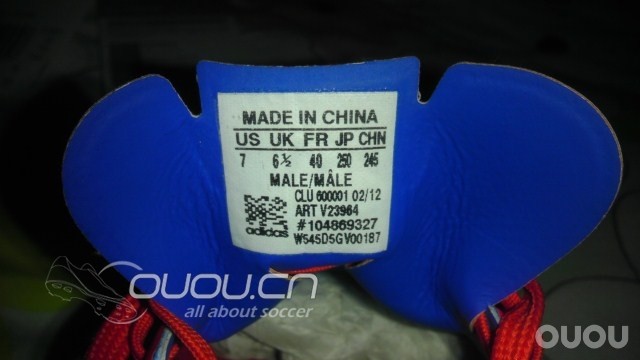 MADE IN CHINA
US UK FR JP CHN
7 6½ 40 250 245
MALE/MÂLE
CLU 600001 02/12
ART V23964
#104869327
adidas
W545D5GV00187
OUOU.CN
all about soccer
OUOU